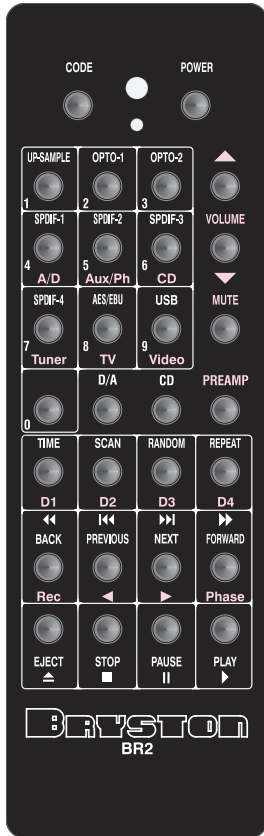 CODE POWER
UP-SAMPLE OPTO-1 OPTO-2
1 2 3
SPDIF-1 SPDIF-2 SPDIF-3 VOLUME
4 5 6
A/D Aux/Ph CD
SPDIF-4 AES/EBU USB MUTE
7 8 9
Tuner TV Video
D/A CD PREAMP
0
TIME SCAN RANDOM REPEAT
D1 D2 D3 D4
BACK PREVIOUS NEXT FORWARD
Rec Phase
EJECT STOP PAUSE PLAY
BRYSTON
BR2